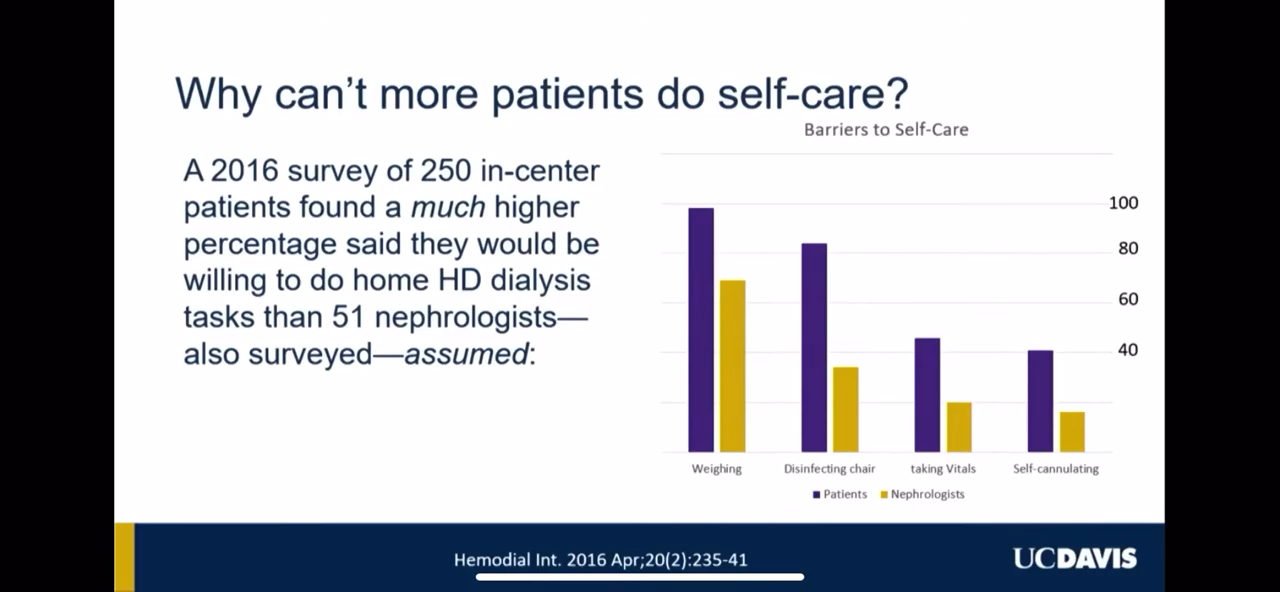 Why can't more patients do self-care?
A 2016 survey of 250 in-center
patients found a much higher
percentage said they would be
willing to do home HD dialysis
tasks than 51 nephrologists—
also surveyed—assumed:
Barriers to Self-Care
100
80
60
40
Weighing Disinfecting chair taking Vitals Self-cannulating
Patients Nephrologists
Hemodial Int. 2016 Apr;20(2):235-41
UCDAVIS